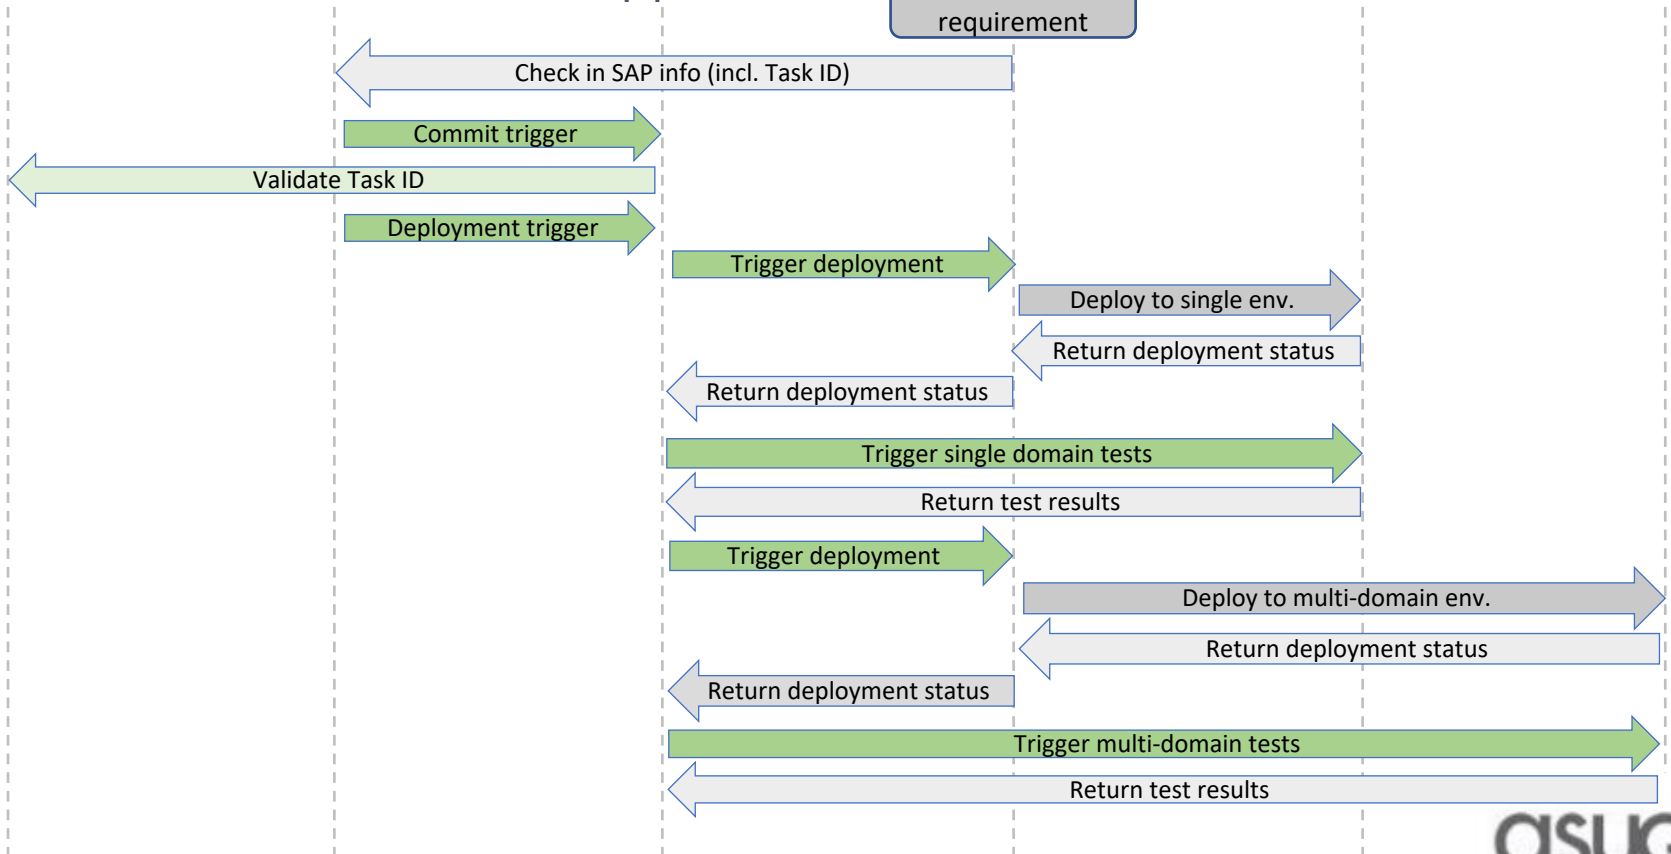 requirement
Check in SAP info (incl. Task ID)
Commit trigger
Validate Task ID
Deployment trigger
Trigger deployment
Deploy to single env.
Return deployment status
Return deployment status
Trigger single domain tests
Return test results
Trigger deployment
Deploy to multi-domain env.
Return deployment status
Return deployment status
Trigger multi-domain tests
Return test results